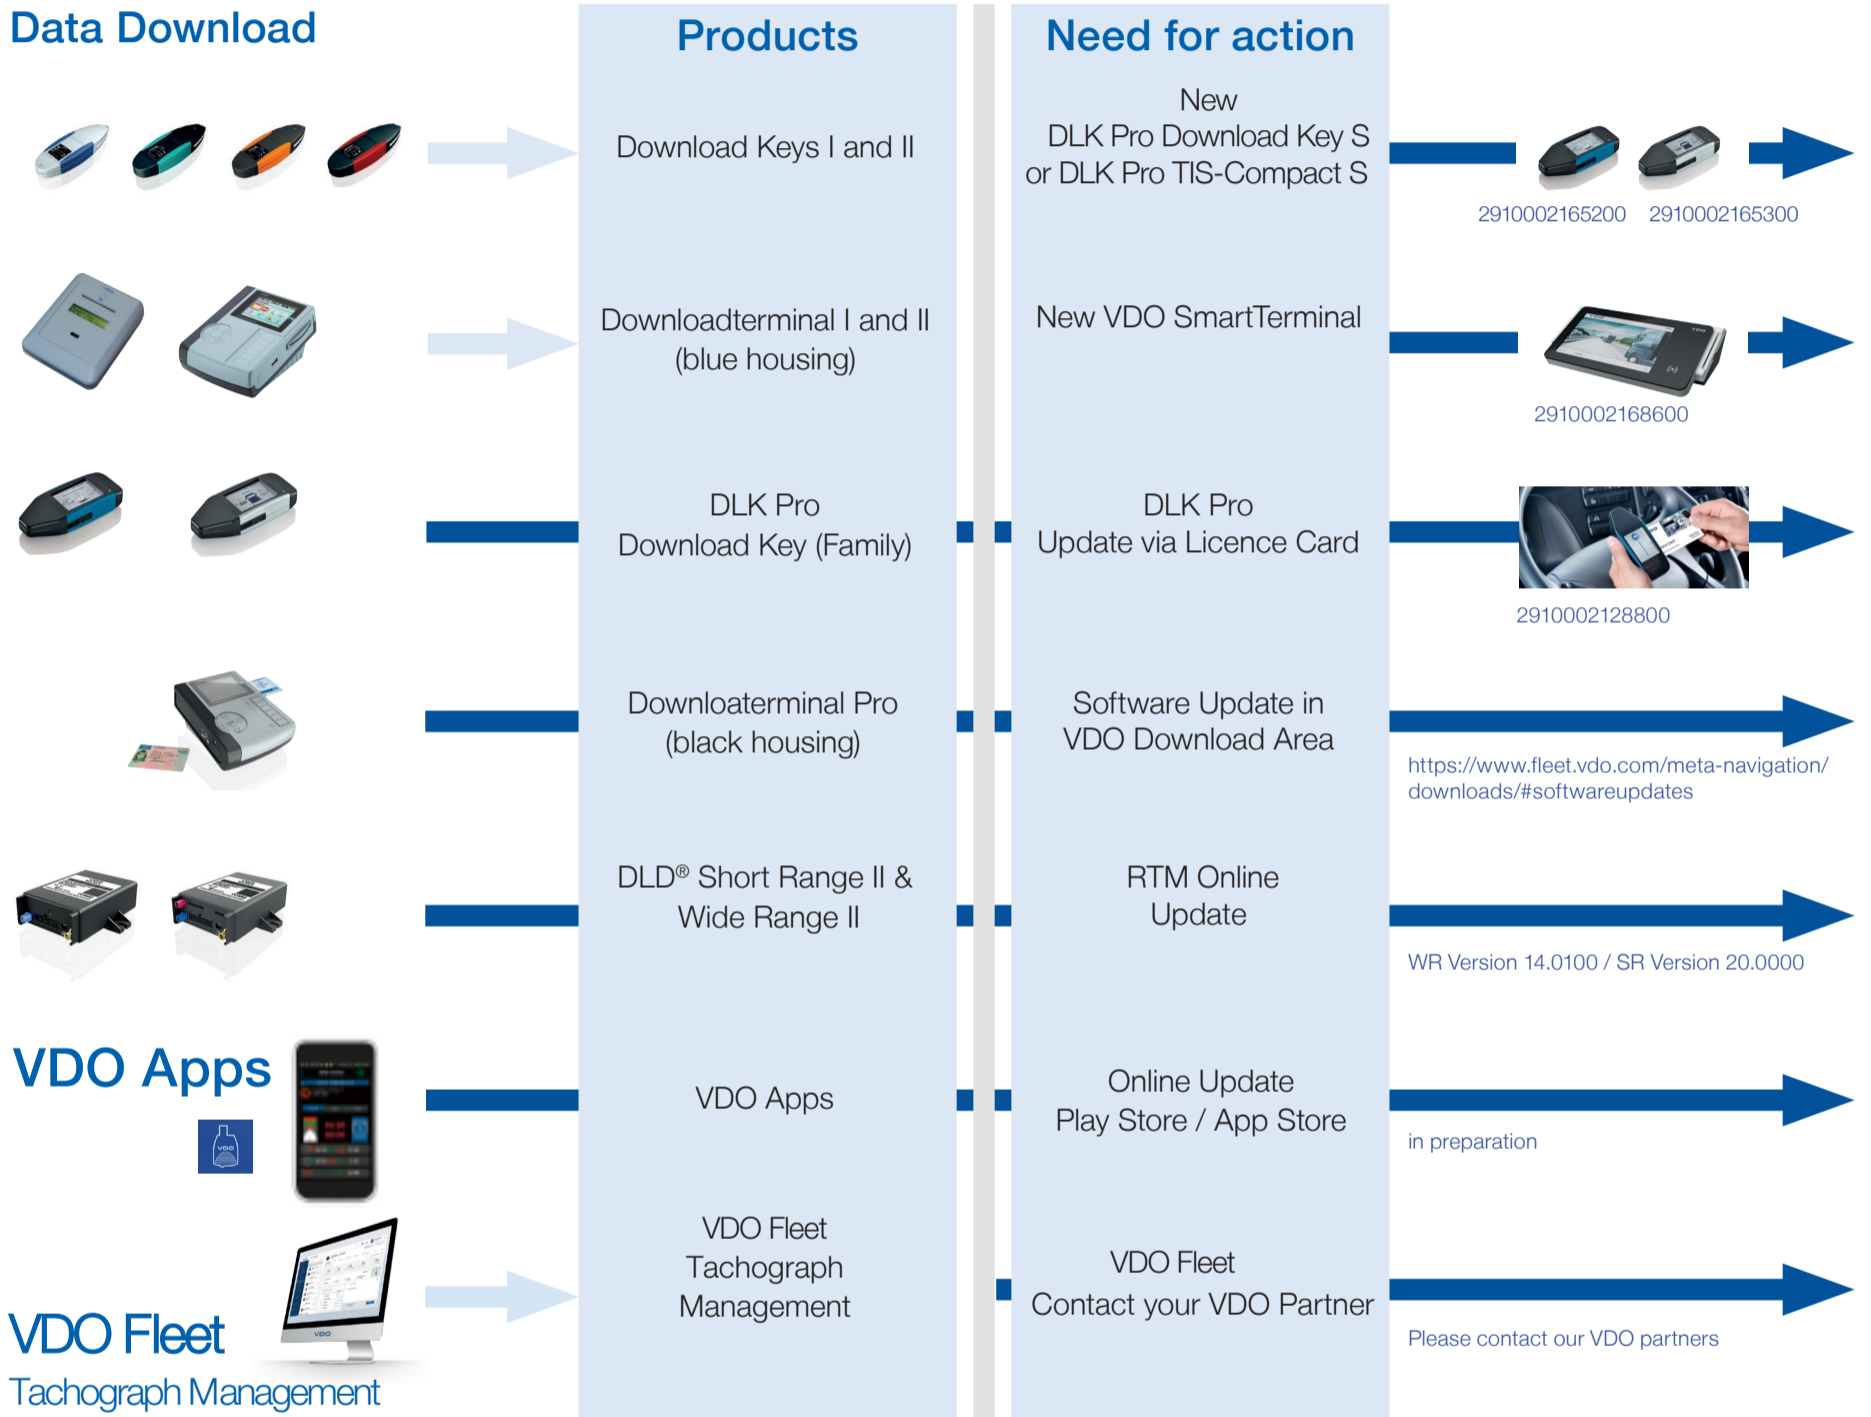 Data Download
Products
Need for action
Download Keys I and II
New
DLK Pro Download Key S
or DLK Pro TIS-Compact S
2910002165200
2910002165300
Downloadterminal I and II
(blue housing)
New VDO SmartTerminal
VDO
2910002168600
DLK Pro
Download Key (Family)
DLK Pro
Update via Licence Card
2910002128800
Downloaterminal Pro
(black housing)
Software Update in
VDO Download Area
https://www.fleet.vdo.com/meta-navigation/
downloads/#softwareupdates
DLD® Short Range II &
Wide Range II
RTM Online
Update
WR Version 14.0100 / SR Version 20.0000
VDO Apps
VDO
VDO Apps
Online Update
Play Store / App Store
in preparation
VDO
VDO Fleet
Tachograph Management
VDO Fleet
Tachograph
Management
VDO Fleet
Contact your VDO Partner
Please contact our VDO partners